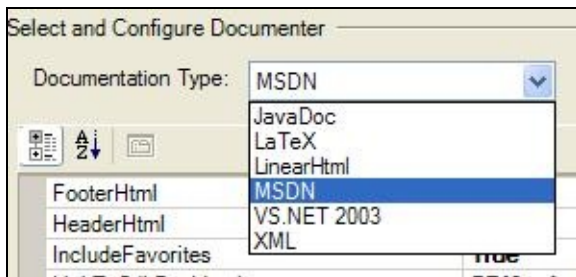 Select and Configure Documenter
Documentation Type: MSDN
JavaDoc
LaTeX
LinearHtml
MSDN
VS.NET 2003
XML
FooterHtml
HeaderHtml
IncludeFavorites True